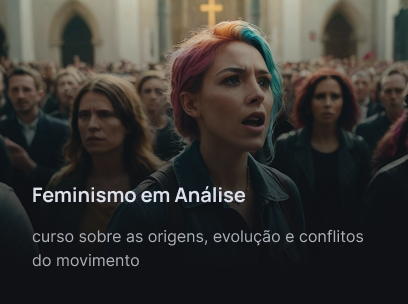 Feminismo em Análise
curso sobre as origens, evolução e conflitos
do movimento